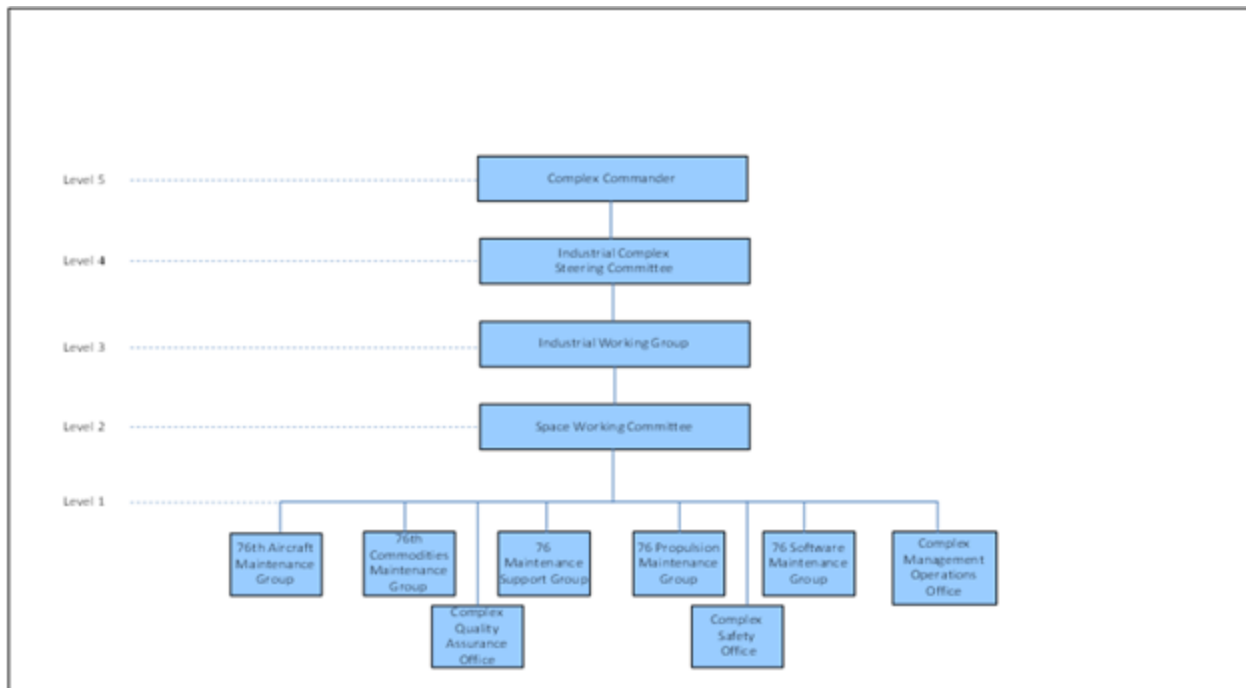 Level 5
Complex Commander
Level 4
Industrial Complex
Steering Committee
Level 3
Industrial Working Group
Level 2
Space Working Committee
Level 1
76th Aircraft
Maintenance
Group
76th
Commodities
Maintenance
Group
76
Maintenance
Support Group
76 Propulsion
Maintenance
Group
76 Software
Maintenance
Group
Complex
Management
Operations
Office
Complex
Quality
Assurance
Office
Complex
Safety
Office